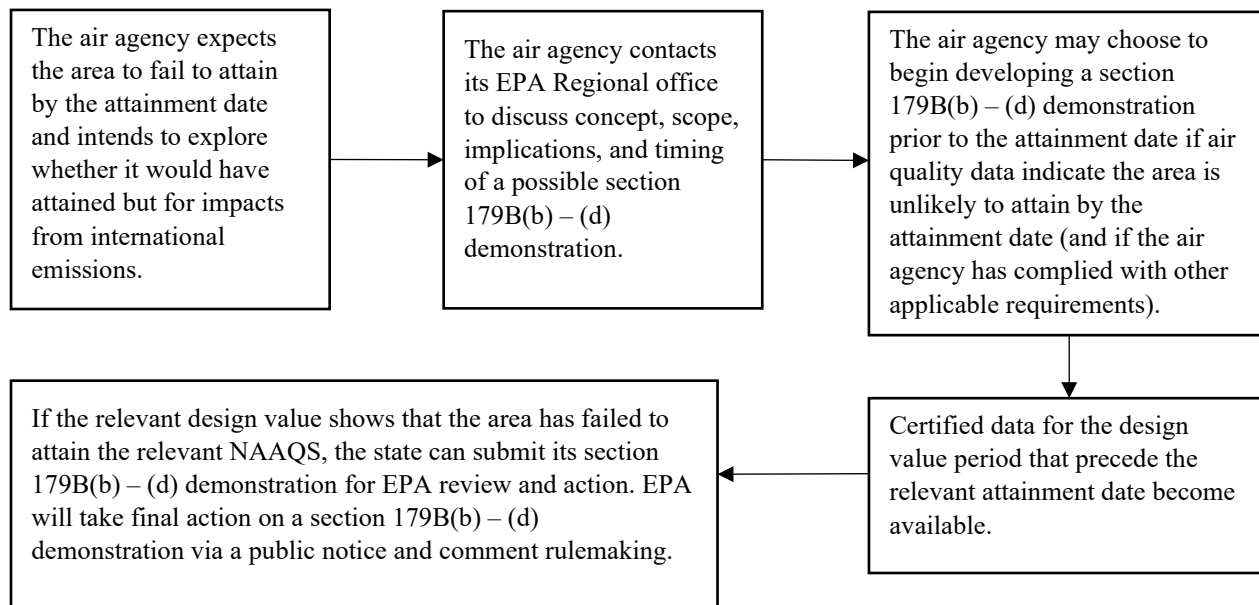 The air agency expects
the area to fail to attain
by the attainment date
and intends to explore
whether it would have
attained but for impacts
from international
emissions.
The air agency contacts
its EPA Regional office
to discuss concept, scope,
implications, and timing
of a possible section
179B(b) – (d)
demonstration.
The air agency may choose to
begin developing a section
179B(b) – (d) demonstration
prior to the attainment date if air
quality data indicate the area is
unlikely to attain by the
attainment date (and if the air
agency has complied with other
applicable requirements).
Certified data for the design
value period that precede the
relevant attainment date become
available.
If the relevant design value shows that the area has failed to
attain the relevant NAAQS, the state can submit its section
179B(b) – (d) demonstration for EPA review and action. EPA
will take final action on a section 179B(b) – (d)
demonstration via a public notice and comment rulemaking.